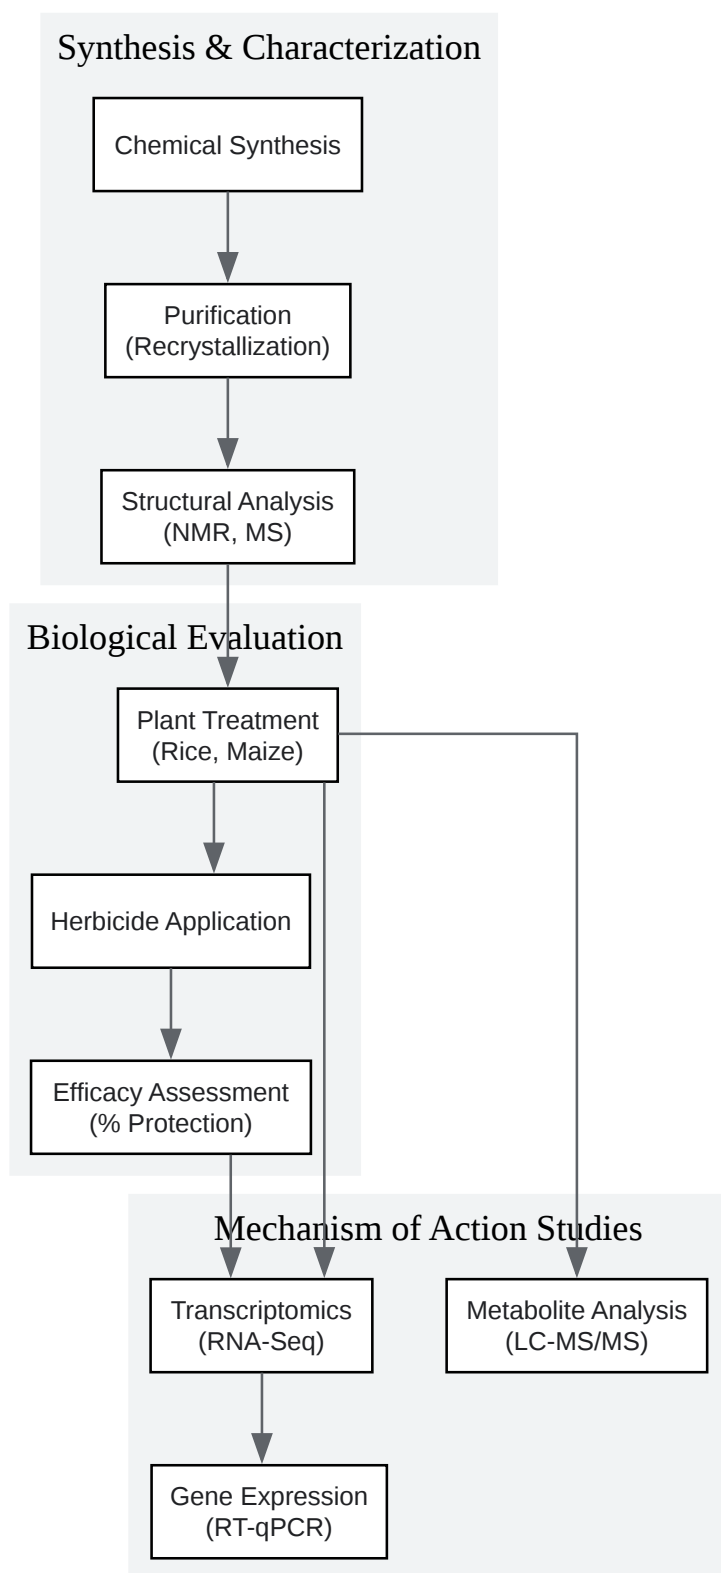 Synthesis & Characterization
Chemical Synthesis
Purification
(Recrystallization)
Structural Analysis
(NMR, MS)
Biological Evaluation
Plant Treatment
(Rice, Maize)
Herbicide Application
Efficacy Assessment
(% Protection)
Mechanism of Action Studies
Transcriptomics
(RNA-Seq)
Metabolite Analysis
(LC-MS/MS)
Gene Expression
(RT-qPCR)